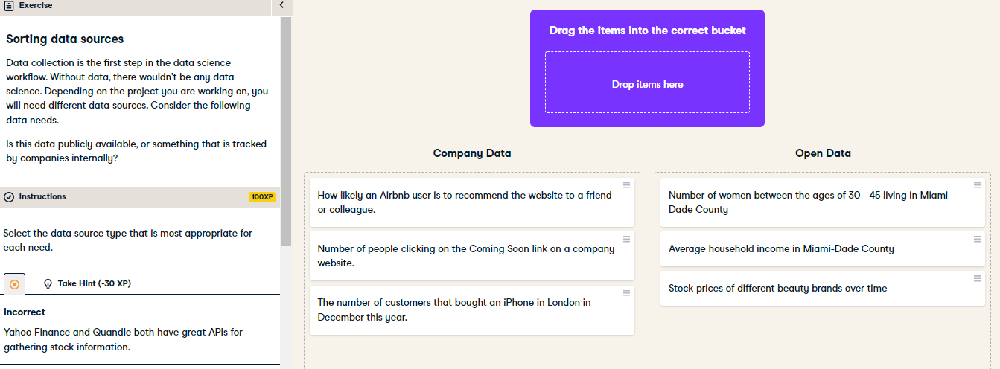 Exercise
Sorting data sources
Data collection is the first step in the data science
workflow. Without data, there wouldn't be any data
science. Depending on the project you are working on, you
will need different data sources. Consider the following
data needs.
Is this data publicly available, or something that is tracked
by companies internally?
Instructions
100XP
Select the data source type that is most appropriate for
each need.
Take Hint (-30 XP)
Incorrect
Yahoo Finance and Quandle both have great APIs for
gathering stock information.
Drag the items into the correct bucket
Drop items here
Company Data
How likely an Airbnb user is to recommend the website to a friend
or colleague.
Number of people clicking on the Coming Soon link on a company
website.
The number of customers that bought an iPhone in London in
December this year.
Open Data
Number of women between the ages of 30 - 45 living in Miami-
Dade County
Average household income in Miami-Dade County
Stock prices of different beauty brands over time